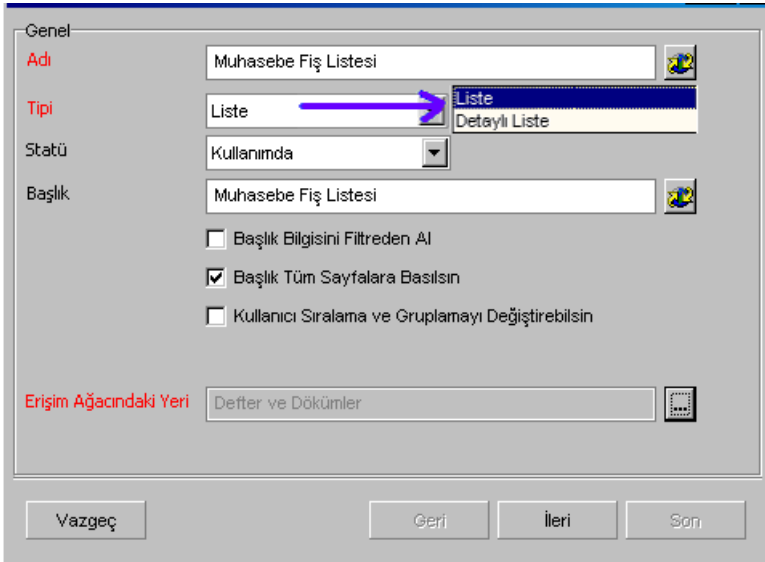 Genel
Adı Muhasebe Fiş Listesi
Tipi Liste Liste
Detaylı Liste
Statü Kullanımda
Başlık Muhasebe Fiş Listesi
Başlık Bilgisini Filtreden Al
Başlık Tüm Sayfalara Basılsın
Kullanıcı Sıralama ve Gruplamayı Değiştirebilsin
Erişim Ağacındaki Yeri Defter ve Dökümler ...
Vazgeç Geri İleri Son